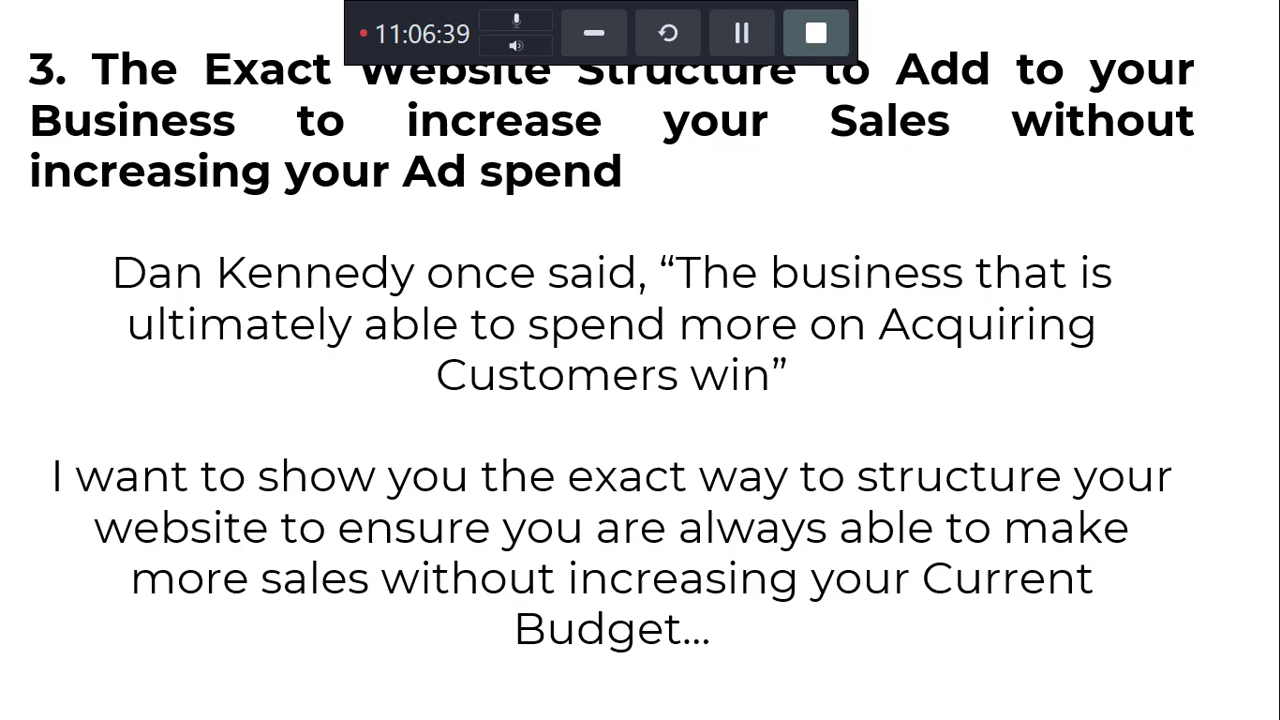 11:06:39
3. The Exact Website Structure to Add to your
Business to increase your Sales without
increasing your Ad spend
Dan Kennedy once said, “The business that is
ultimately able to spend more on Acquiring
Customers win”
I want to show you the exact way to structure your
website to ensure you are always able to make
more sales without increasing your Current
Budget...